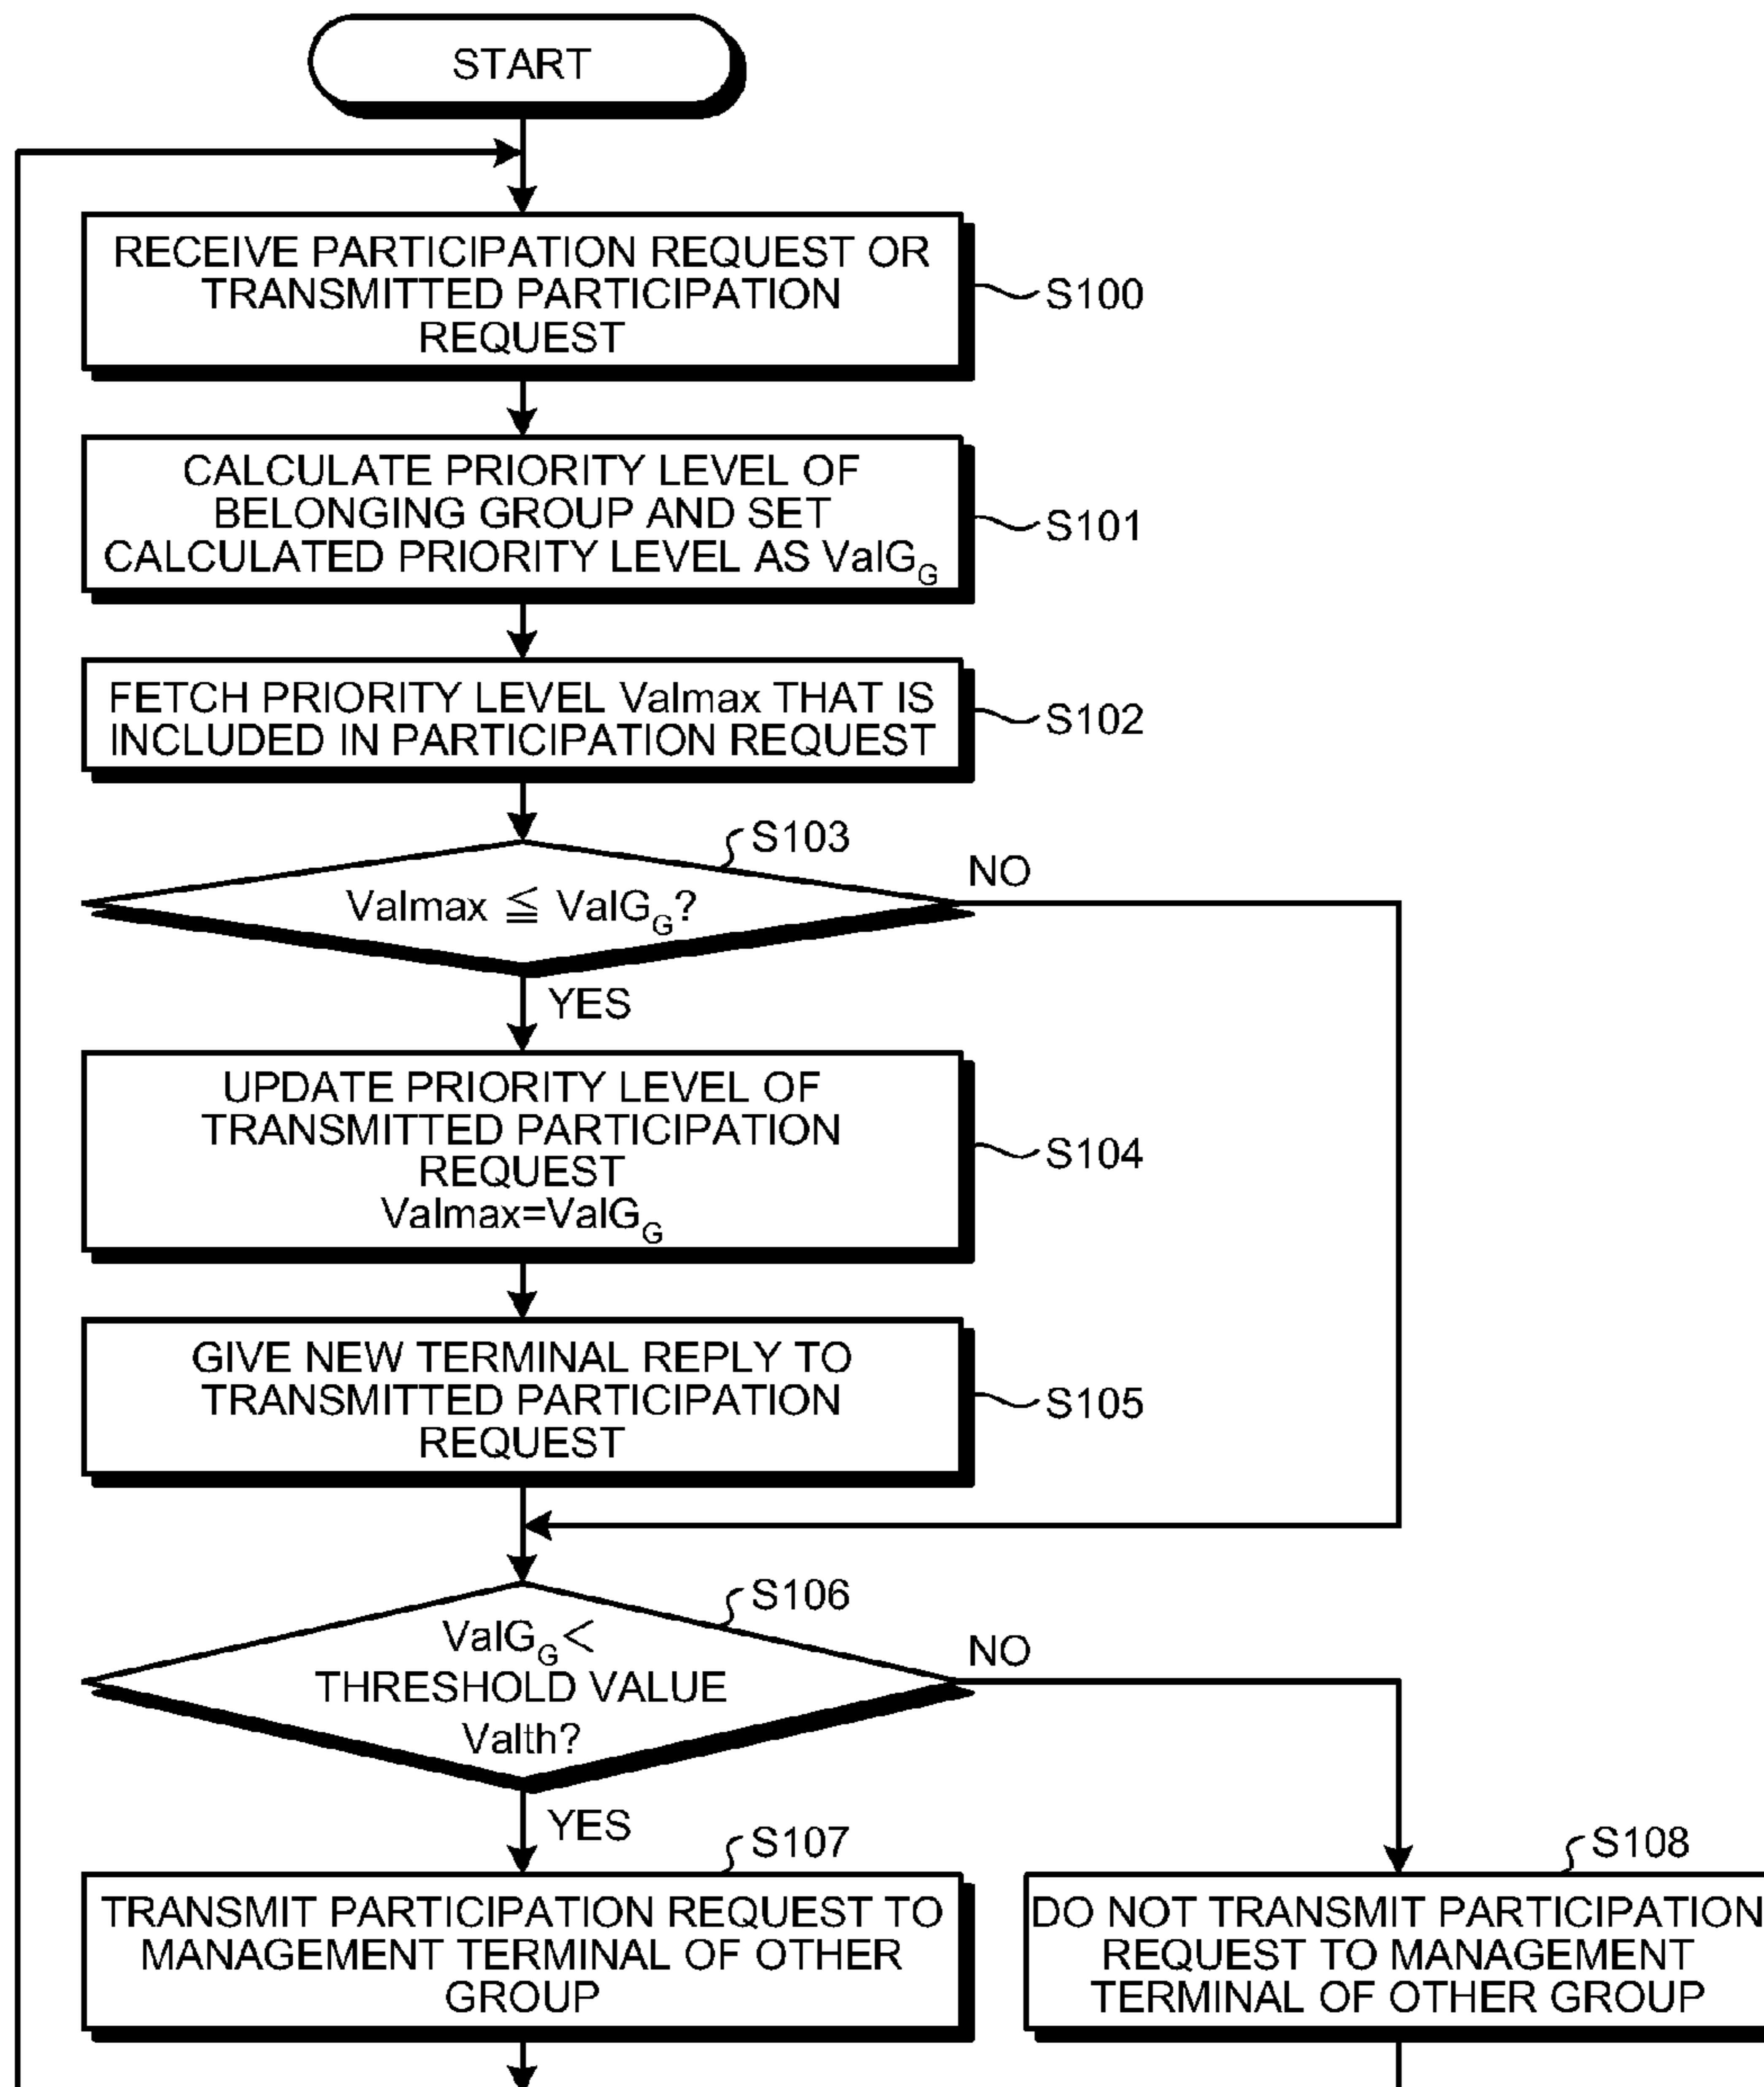 START
RECEIVE PARTICIPATION REQUEST OR
TRANSMITTED PARTICIPATION
REQUEST
S100
CALCULATE PRIORITY LEVEL OF
BELONGING GROUP AND SET
CALCULATED PRIORITY LEVEL AS ValG_G
S101
FETCH PRIORITY LEVEL Valmax THAT IS
INCLUDED IN PARTICIPATION REQUEST
S102
S103
Valmax ≦ ValG_G?
NO
YES
UPDATE PRIORITY LEVEL OF
TRANSMITTED PARTICIPATION
REQUEST
Valmax=ValG_G
S104
GIVE NEW TERMINAL REPLY TO
TRANSMITTED PARTICIPATION
REQUEST
S105
S106
ValG_G<
THRESHOLD VALUE
Valth?
NO
YES
S107
TRANSMIT PARTICIPATION REQUEST TO
MANAGEMENT TERMINAL OF OTHER
GROUP
S108
DO NOT TRANSMIT PARTICIPATION
REQUEST TO MANAGEMENT
TERMINAL OF OTHER GROUP